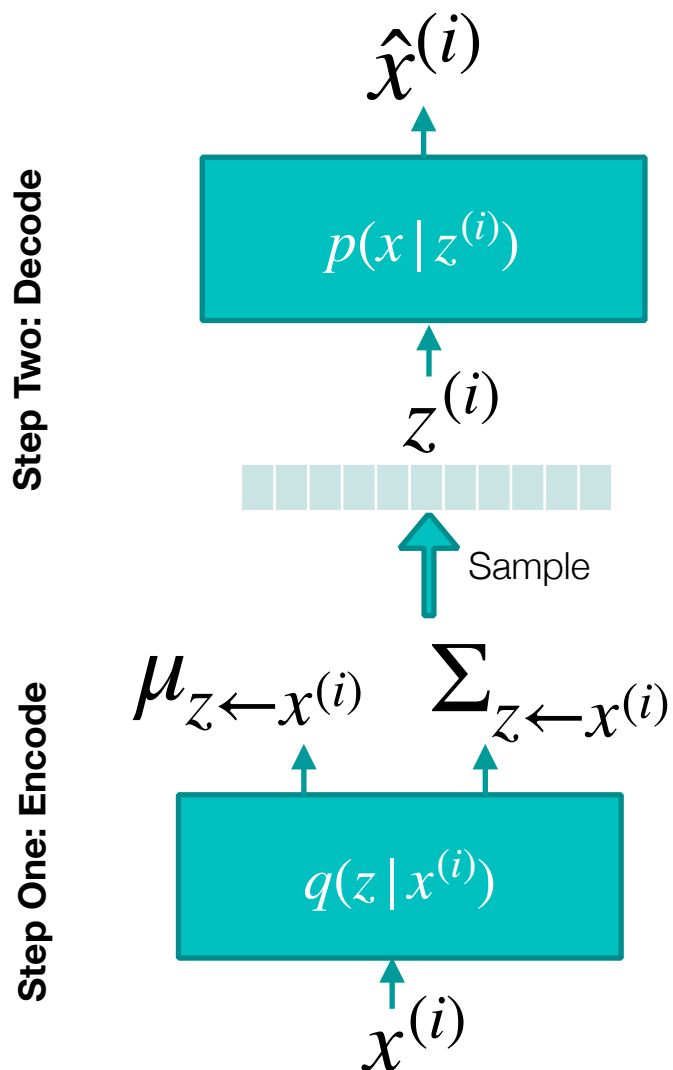 x̂^(i)
Step Two: Decode
p(x | z^(i))
z^(i)
Sample
μ_{z←x^(i)} Σ_{z←x^(i)}
Step One: Encode
q(z | x^(i))
x^(i)